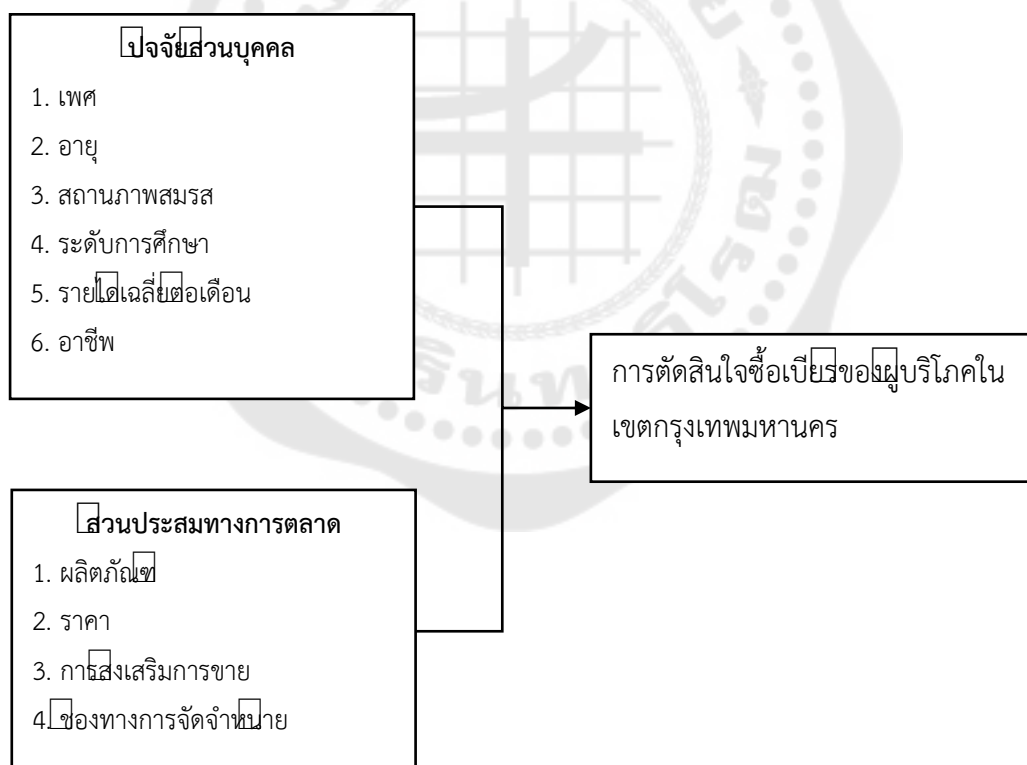 ปจจัยสวนบุคคล
1. เพศ
2. อายุ
3. สถานภาพสมรส
4. ระดับการศึกษา
5. รายไดเฉลี่ยตอเดือน
6. อาชีพ
การตัดสินใจซื้อเบียรของผูบริโภคใน
เขตกรุงเทพมหานคร
สวนประสมทางการตลาด
1. ผลิตภัณฑ
2. ราคา
3. การสงเสริมการขาย
4. ชองทางการจัดจำหนาย